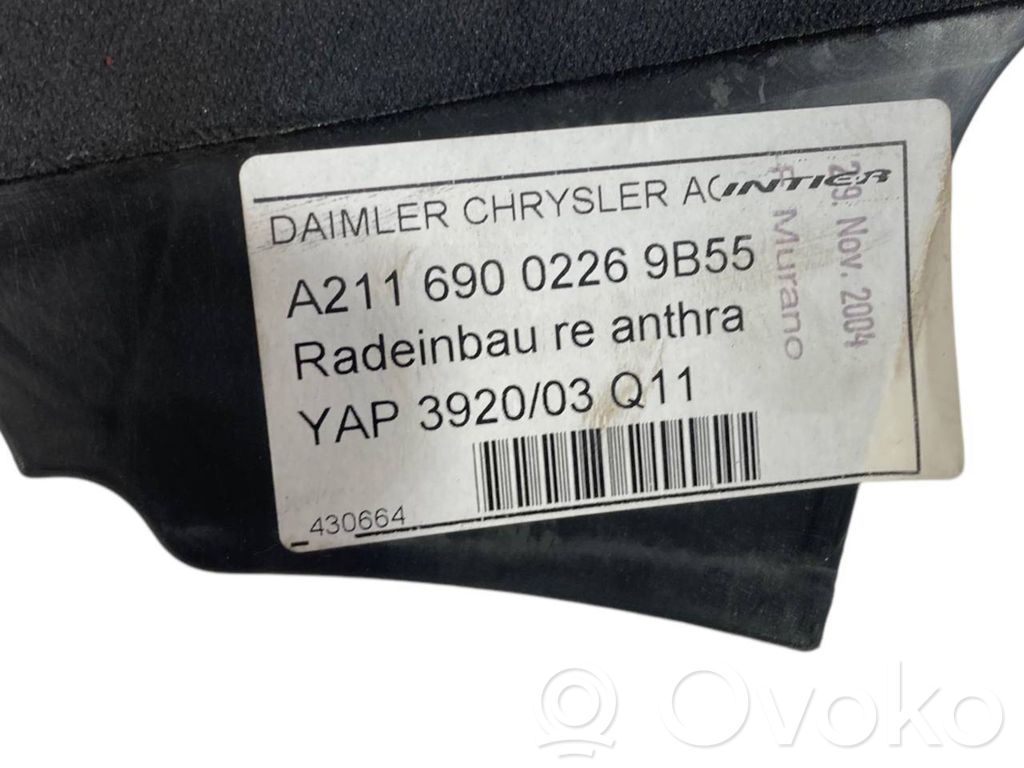 DAIMLER CHRYSLER AG INTIER
A211 690 0226 9B55
Radeinbau re anthra
YAP 3920/03 Q11
430664
29. Nov. 2004
F. Murano
Ovoko